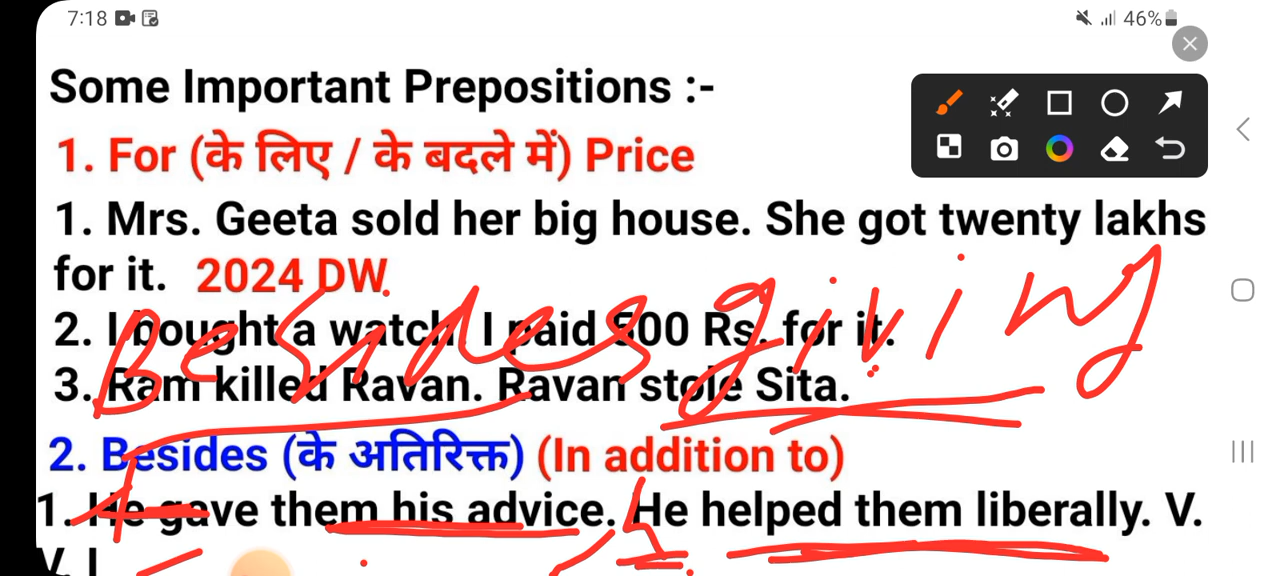 7:18 46%
Some Important Prepositions :-
1. For (के लिए / के बदले में) Price
1. Mrs. Geeta sold her big house. She got twenty lakhs
for it. 2024 DW.
Besides giving
2. I bought a watch. I paid 500 Rs. for it.
3. Ram killed Ravan. Ravan stole Sita.
2. Besides (के अतिरिक्त) (In addition to)
1. He gave them his advice. He helped them liberally. V.
V. I